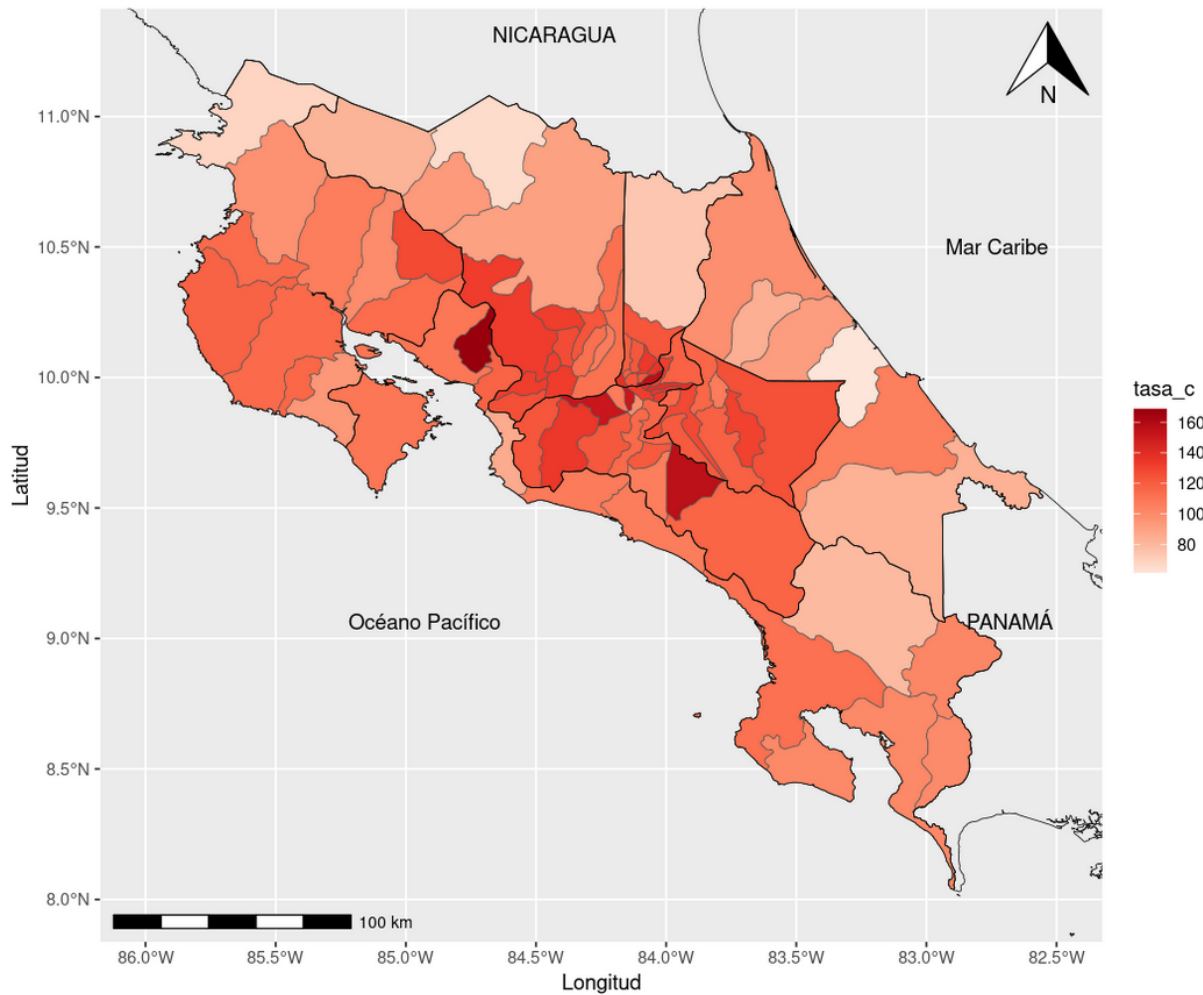 NICARAGUA
N
11.0°N
10.5°N
Mar Caribe
10.0°N
tasa_c
160
140
120
100
80
Latitud
9.5°N
Océano Pacífico
PANAMÁ
9.0°N
8.5°N
8.0°N
100 km
86.0°W
85.5°W
85.0°W
84.5°W
84.0°W
83.5°W
83.0°W
82.5°W
Longitud